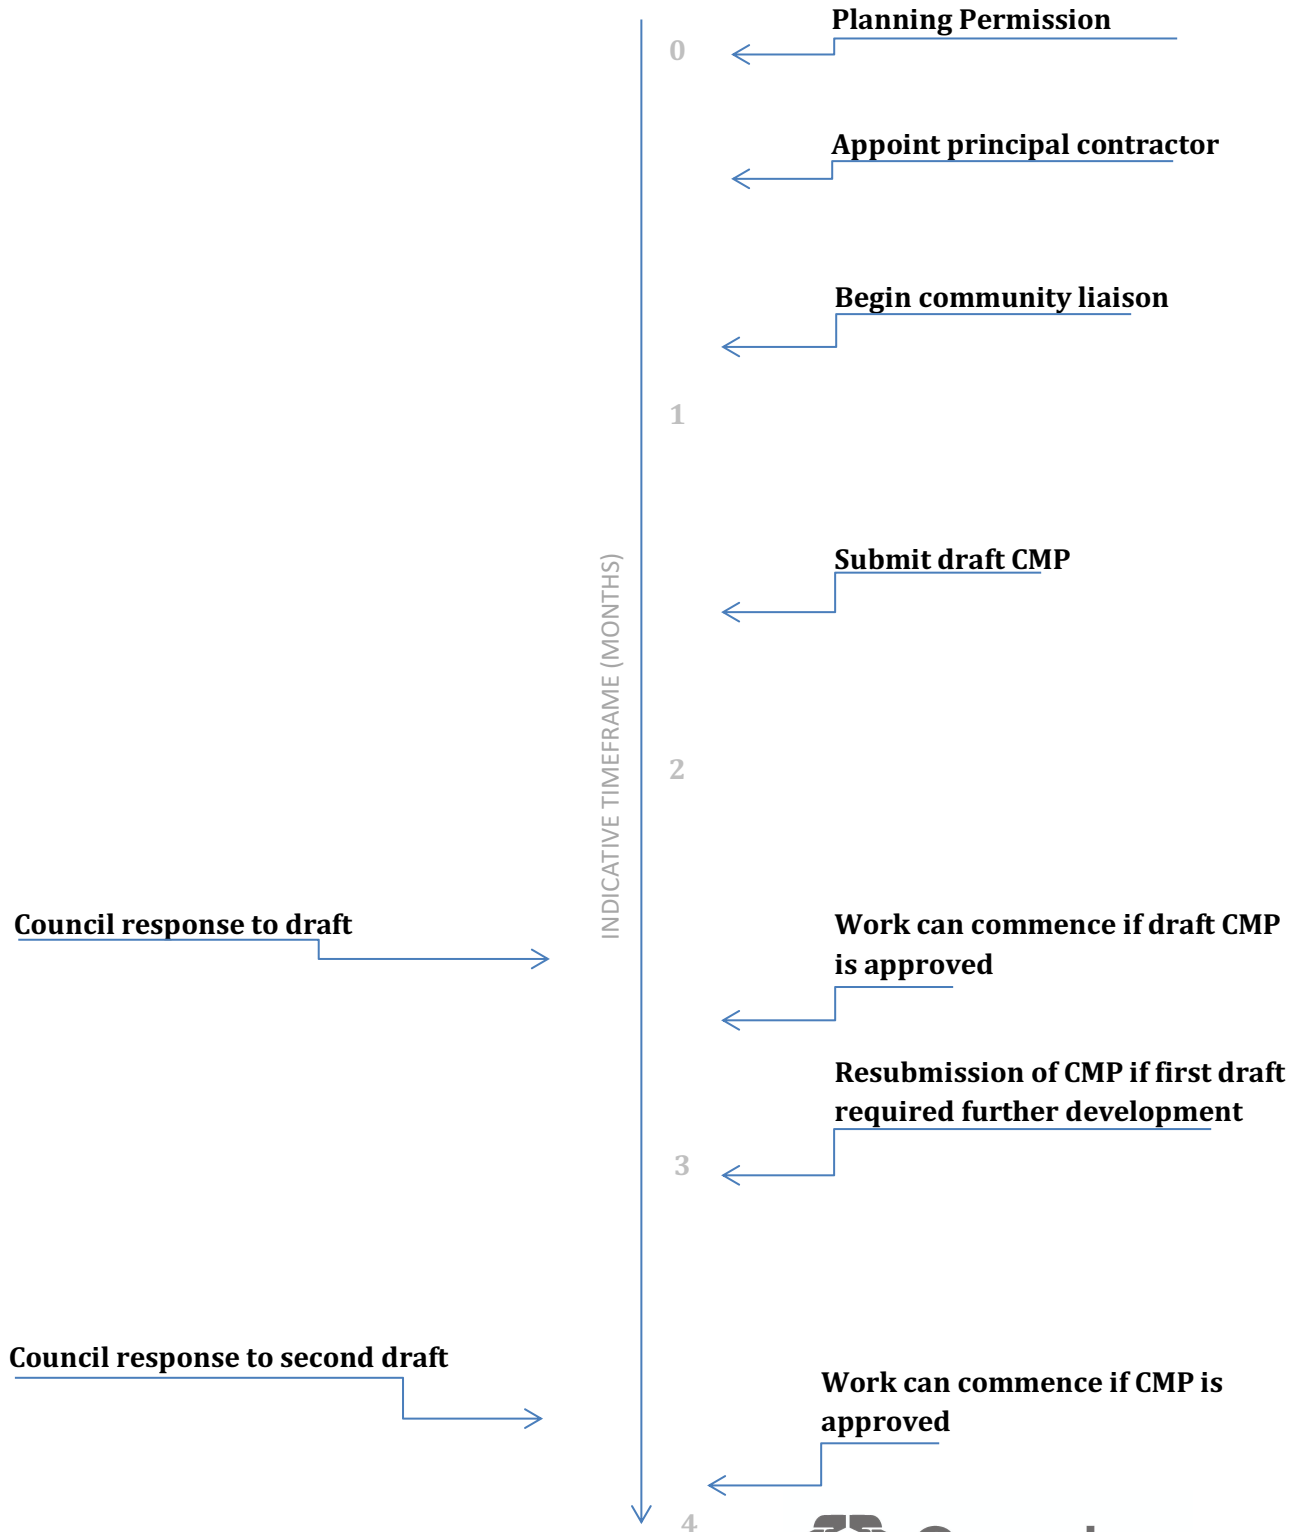 Planning Permission
0
Appoint principal contractor
Begin community liaison
1
Submit draft CMP
INDICATIVE TIMEFRAME (MONTHS)
2
Council response to draft
Work can commence if draft CMP
is approved
Resubmission of CMP if first draft
required further development
3
Council response to second draft
Work can commence if CMP is
approved
4